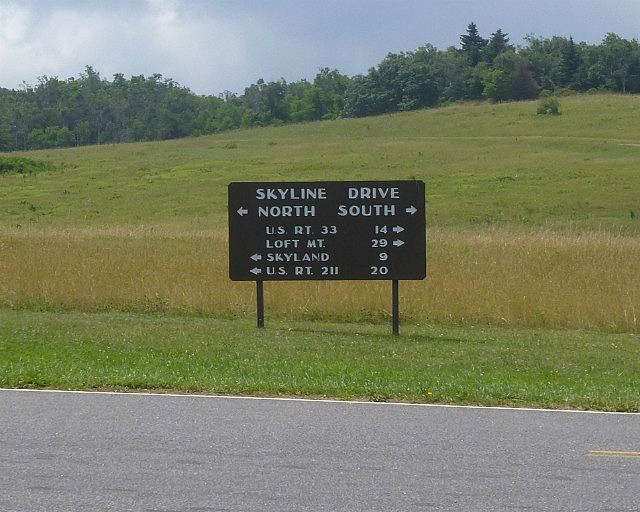 SKYLINE DRIVE
← NORTH SOUTH →
U.S. RT. 33 14 →
LOFT MT. 29 →
← SKYLAND 9
← U.S. RT. 211 20